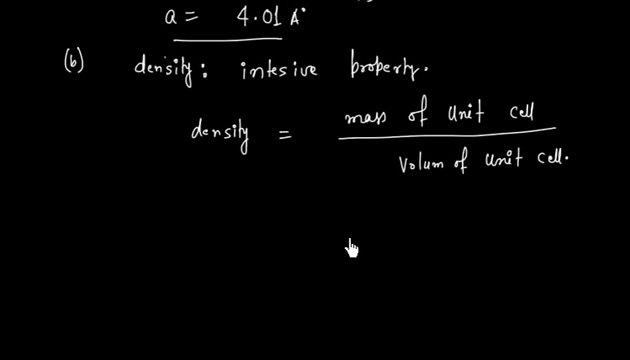 a = 4.01 A°
(b) density: intesive property.
density = mass of unit cell
volum of unit cell.